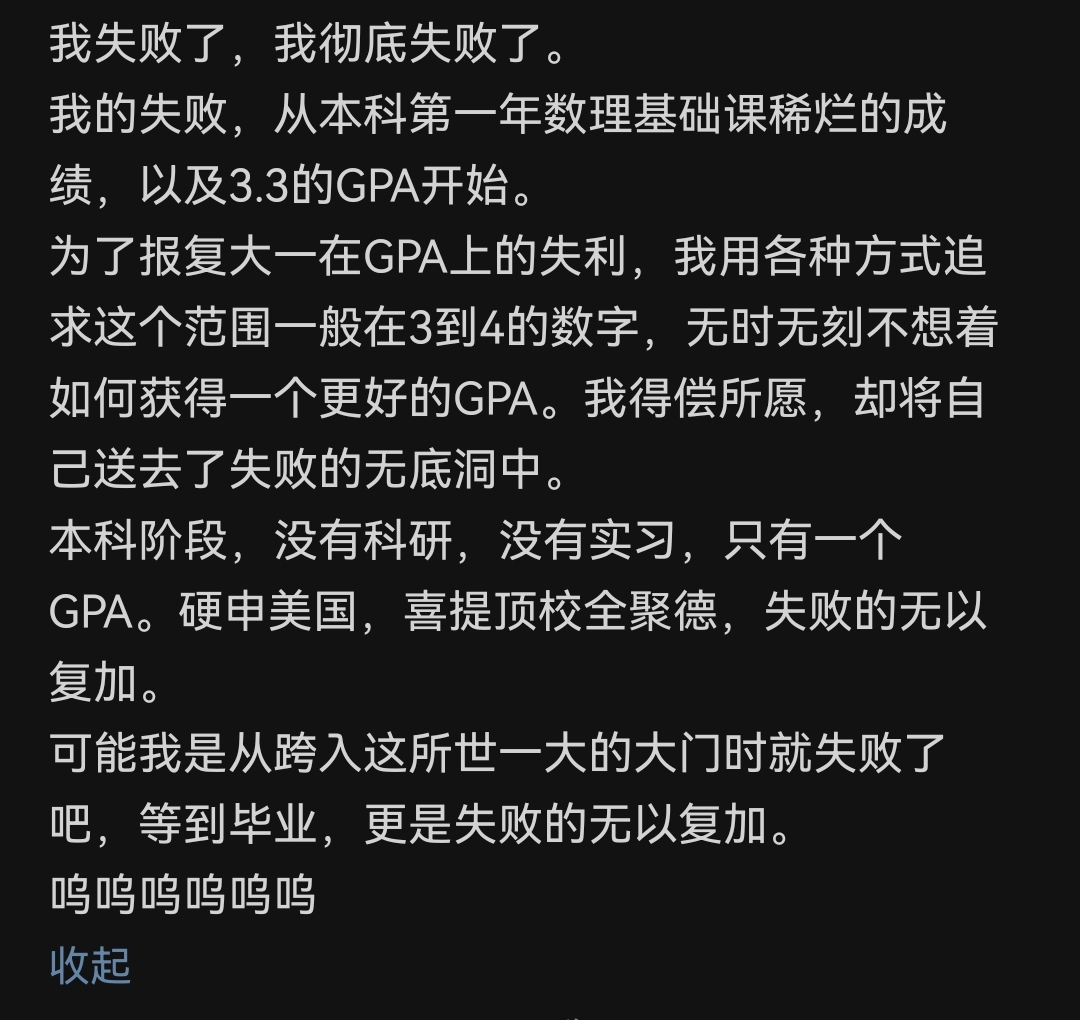 我失败了，我彻底失败了。
我的失败，从本科第一年数理基础课稀烂的成
绩，以及3.3的GPA开始。
为了报复大一在GPA上的失利，我用各种方式追
求这个范围一般在3到4的数字，无时无刻不想着
如何获得一个更好的GPA。我得偿所愿，却将自
己送去了失败的无底洞中。
本科阶段，没有科研，没有实习，只有一个
GPA。硬申美国，喜提顶校全聚德，失败的无以
复加。
可能我是从跨入这所世一大的大门时就失败了
吧，等到毕业，更是失败的无以复加。
呜呜呜呜呜呜
收起